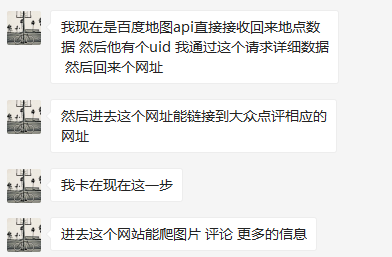 我现在是百度地图api直接接收回来地点数
据 然后他有个uid 我通过这个请求详细数据
然后回来个网址
然后进去这个网址能链接到大众点评相应的
网址
我卡在现在这一步
进去这个网站能爬图片 评论 更多的信息